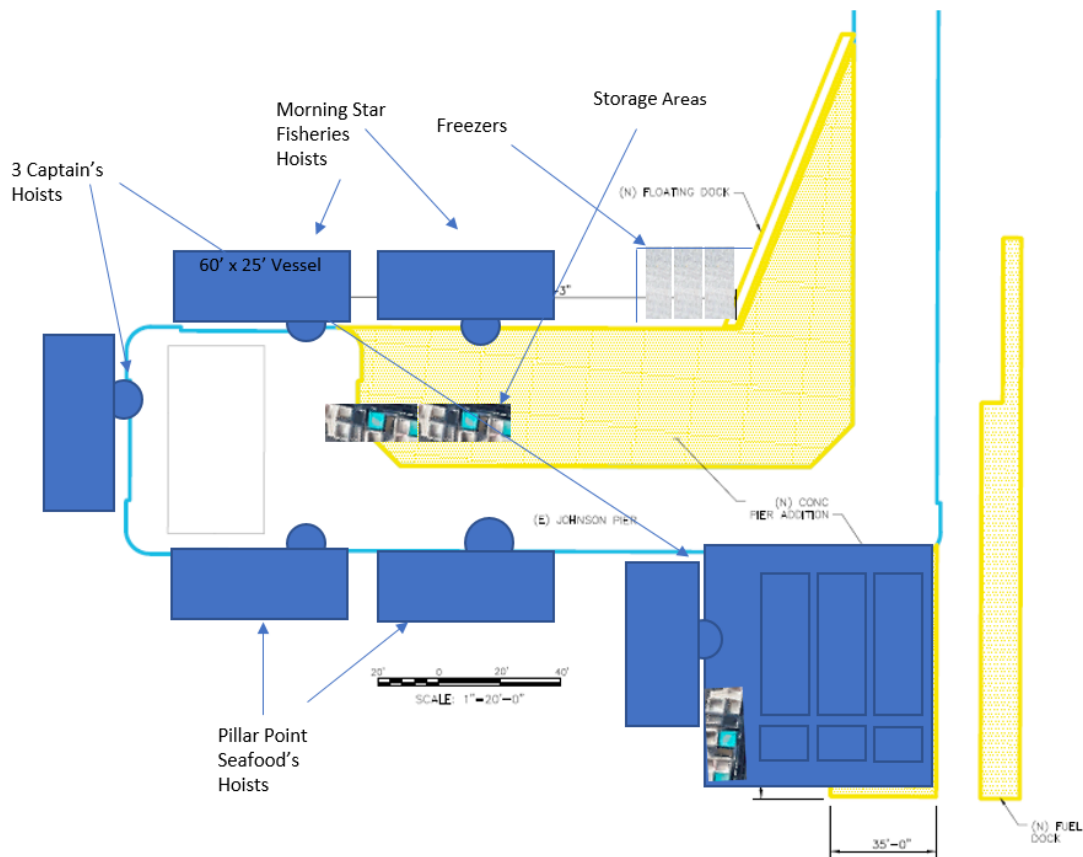 Storage Areas
Morning Star
Fisheries
Hoists
Freezers
3 Captain's
Hoists
(N) FLOATING DOCK
60' x 25' Vessel
-3"
(N) CONC
PIER ADDITION
(E) JOHNSON PIER
20' 0 20' 40'
SCALE: 1"=20'-0"
Pillar Point
Seafood's
Hoists
(N) FUEL
DOCK
35'-0"